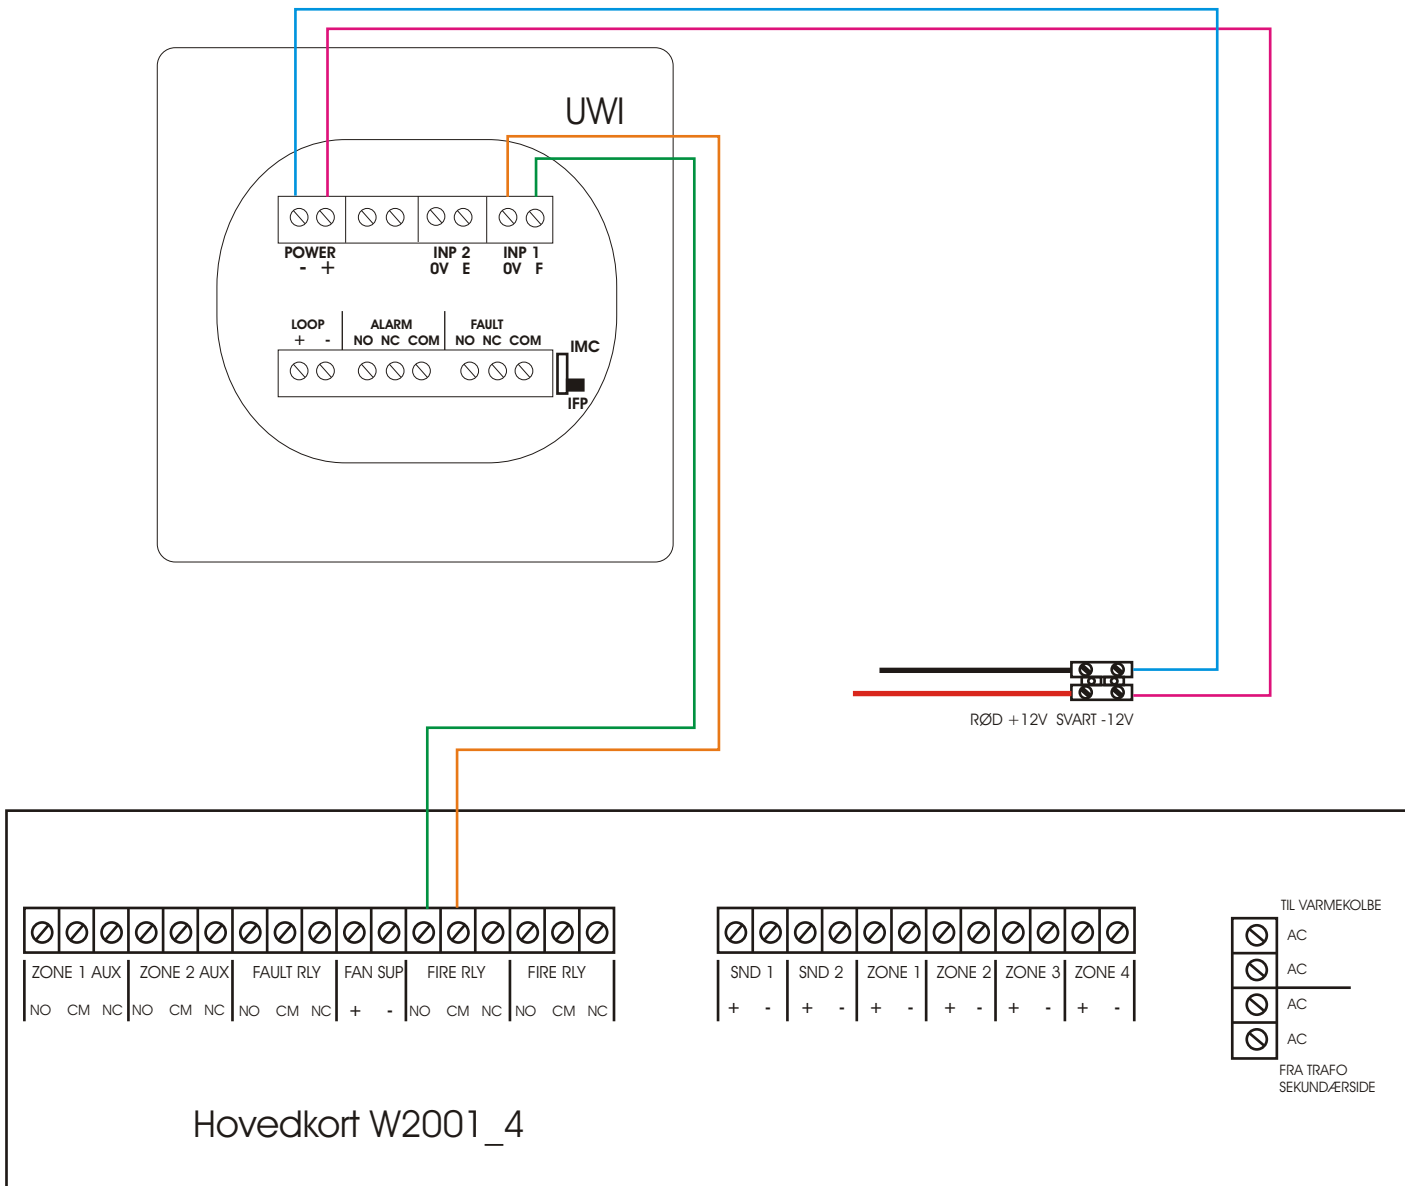 UWI
POWER INP 2 INP 1
- + 0V E 0V F
LOOP ALARM FAULT
+ - NO NC COM NO NC COM
IMC
IFP
RØD +12V SVART -12V
TIL VARMEKOLBE
AC
AC
AC
AC
FRA TRAFO
SEKUNDÆRSIDE
ZONE 1 AUX ZONE 2 AUX FAULT RLY FAN SUP FIRE RLY FIRE RLY
NO CM NC NO CM NC NO CM NC + - NO CM NC NO CM NC
SND 1 SND 2 ZONE 1 ZONE 2 ZONE 3 ZONE 4
+ - + - + - + - + - + -
Hovedkort W2001_4